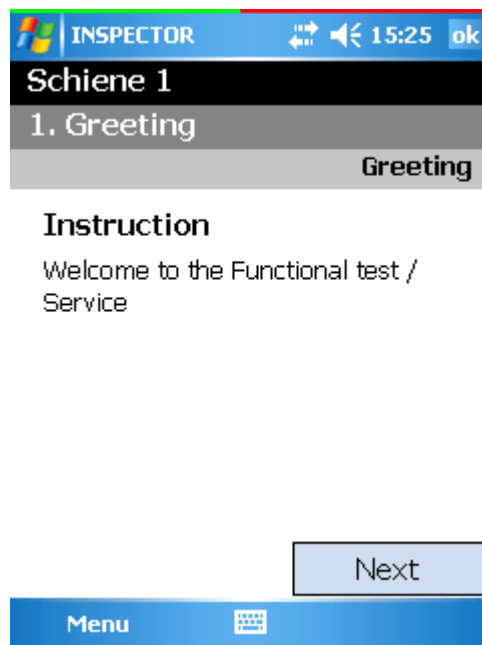 INSPECTOR 15:25 ok
Schiene 1
1. Greeting
Greeting
Instruction
Welcome to the Functional test /
Service
Next
Menu